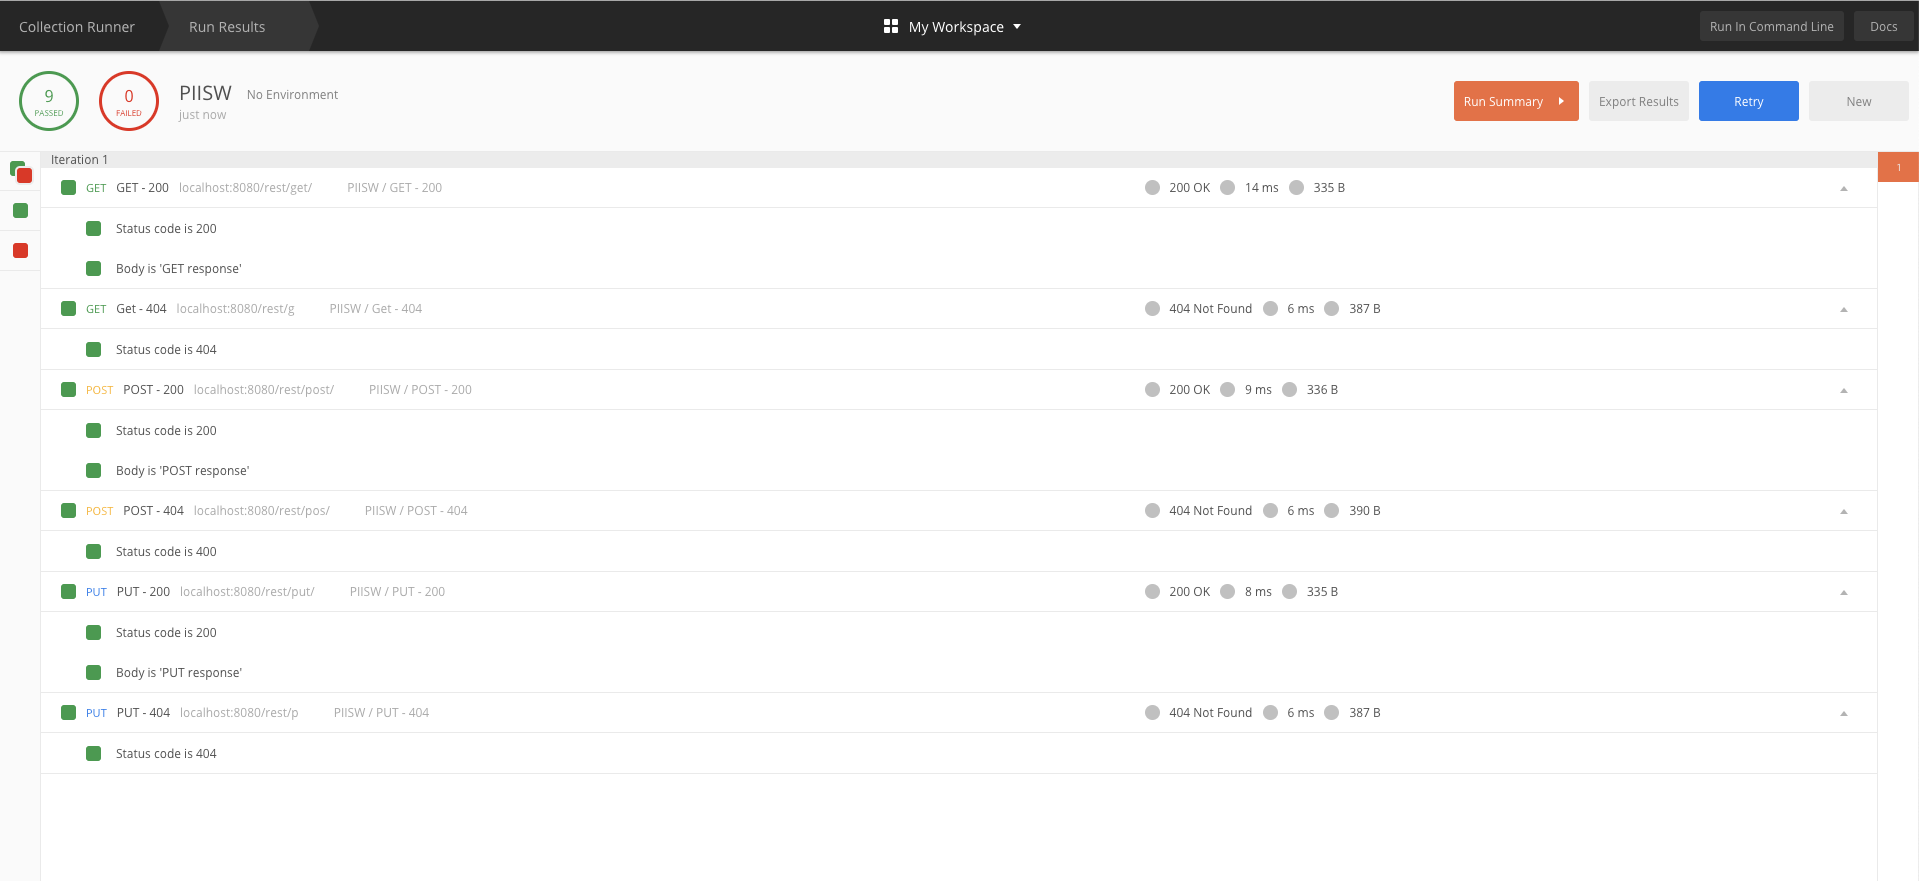 Collection Runner Run Results My Workspace Run In Command Line Docs
9 PASSED 0 FAILED PIISW No Environment Run Summary Export Results Retry New
just now
Iteration 1 1
GET GET - 200 localhost:8080/rest/get/ PIISW / GET - 200 200 OK 14 ms 335 B
Status code is 200
Body is 'GET response'
GET Get - 404 localhost:8080/rest/g PIISW / Get - 404 404 Not Found 6 ms 387 B
Status code is 404
POST POST - 200 localhost:8080/rest/post/ PIISW / POST - 200 200 OK 9 ms 336 B
Status code is 200
Body is 'POST response'
POST POST - 404 localhost:8080/rest/pos/ PIISW / POST - 404 404 Not Found 6 ms 390 B
Status code is 400
PUT PUT - 200 localhost:8080/rest/put/ PIISW / PUT - 200 200 OK 8 ms 335 B
Status code is 200
Body is 'PUT response'
PUT PUT - 404 localhost:8080/rest/p PIISW / PUT - 404 404 Not Found 6 ms 387 B
Status code is 404